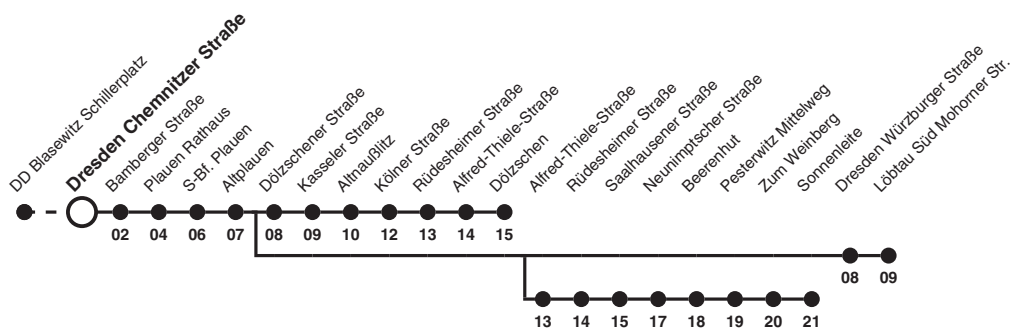 DD Blasewitz Schillerplatz
Dresden Chemnitzer Straße
Bamberger Straße
Plauen Rathaus
S-Bf. Plauen
Altplauen
Dölzschener Straße
Kasseler Straße
Altnaußlitz
Kölner Straße
Rüdesheimer Straße
Alfred-Thiele-Straße
Dölzschen
Alfred-Thiele-Straße
Rüdesheimer Straße
Saalhausener Straße
Neunimptscher Straße
Beerenhut
Pesterwitz Mittelweg
Zum Weinberg
Sonnenleite
Dresden Würzburger Straße
Löbtau Süd Mohorner Str.
02 04 06 07 08 09 10 12 13 14 15
08 09
13 14 15 17 18 19 20 21